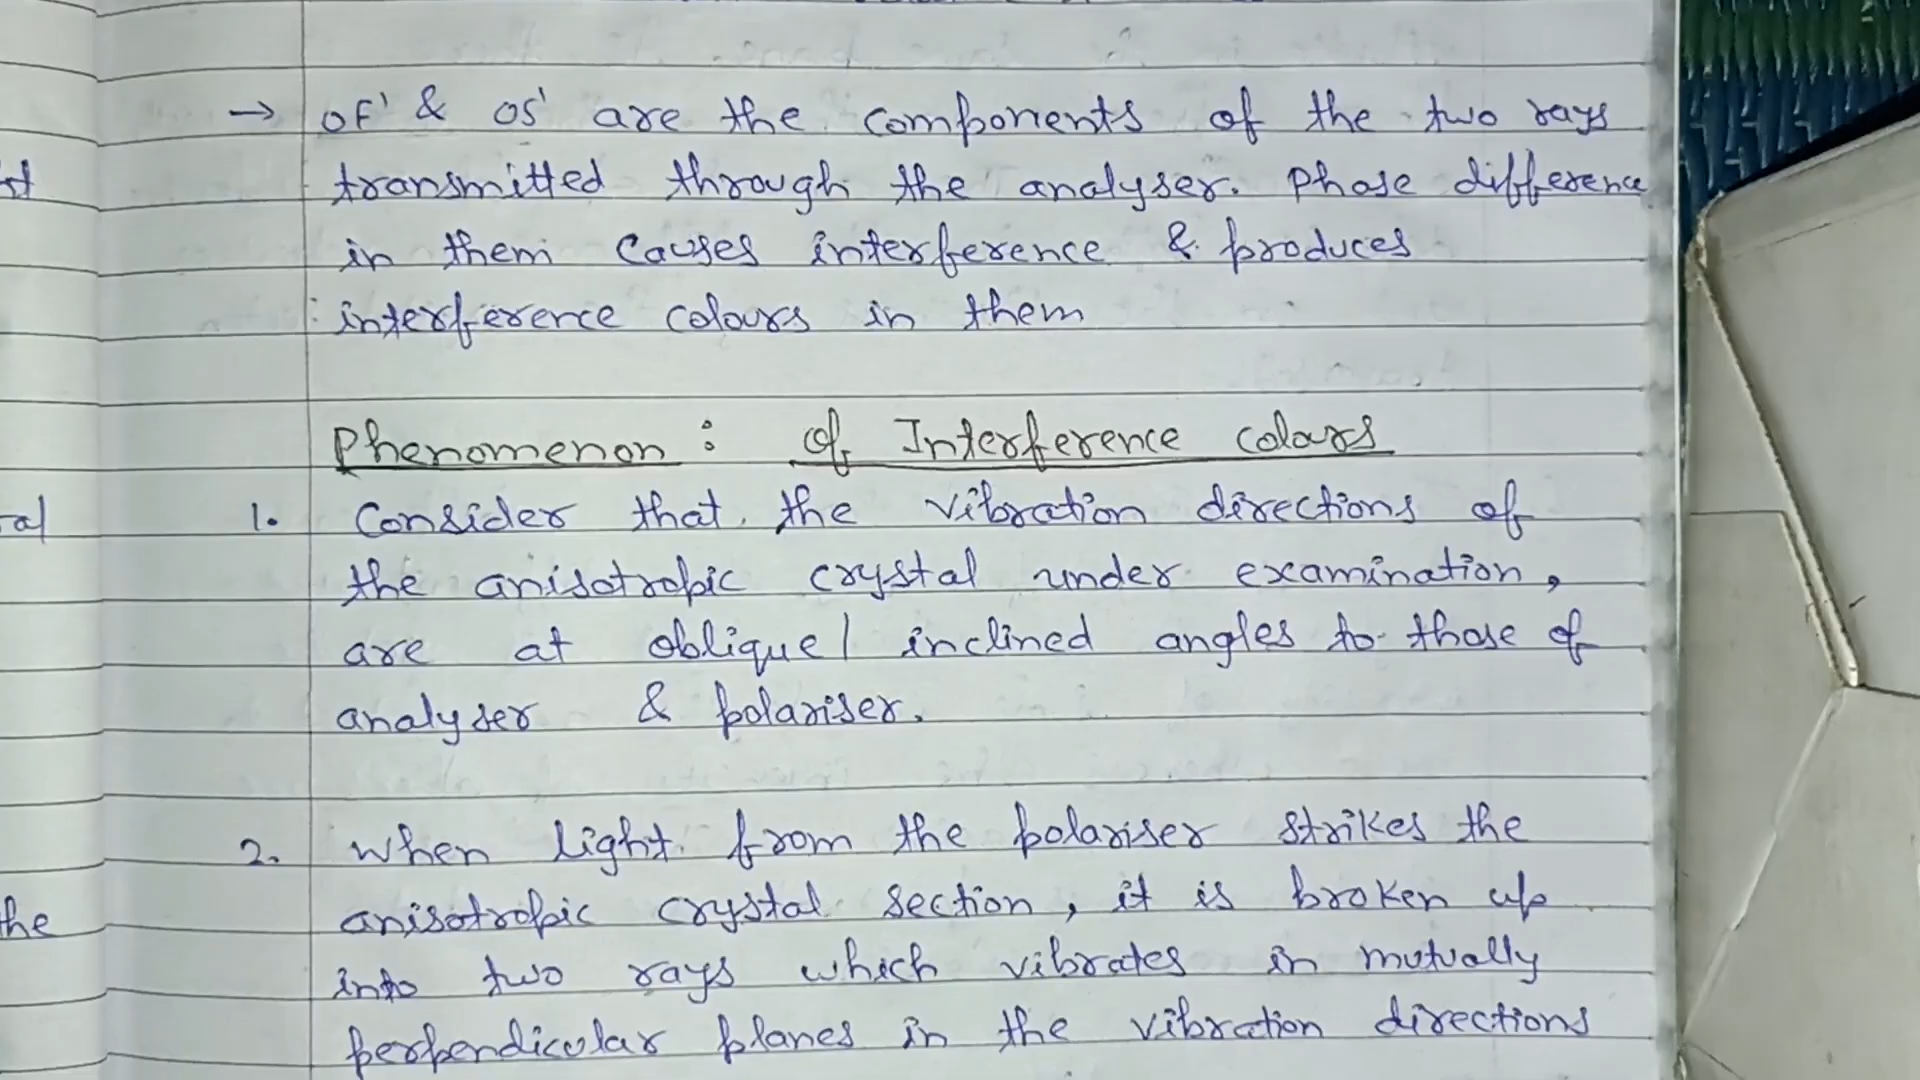 → OF' & OS' are the components of the two rays
transmitted through the analyser. Phase difference
in them causes interference & produces
interference colours in them
Phenomenon : of Interference colours
1. Consider that the vibration directions of
the anisotropic crystal under examination,
are at oblique/ inclined angles to those of
analyser & polariser.
2. When light from the polariser strikes the
anisotropic crystal section, it is broken up
into two rays which vibrates in mutually
perpendicular planes in the vibration directions
st
al
the